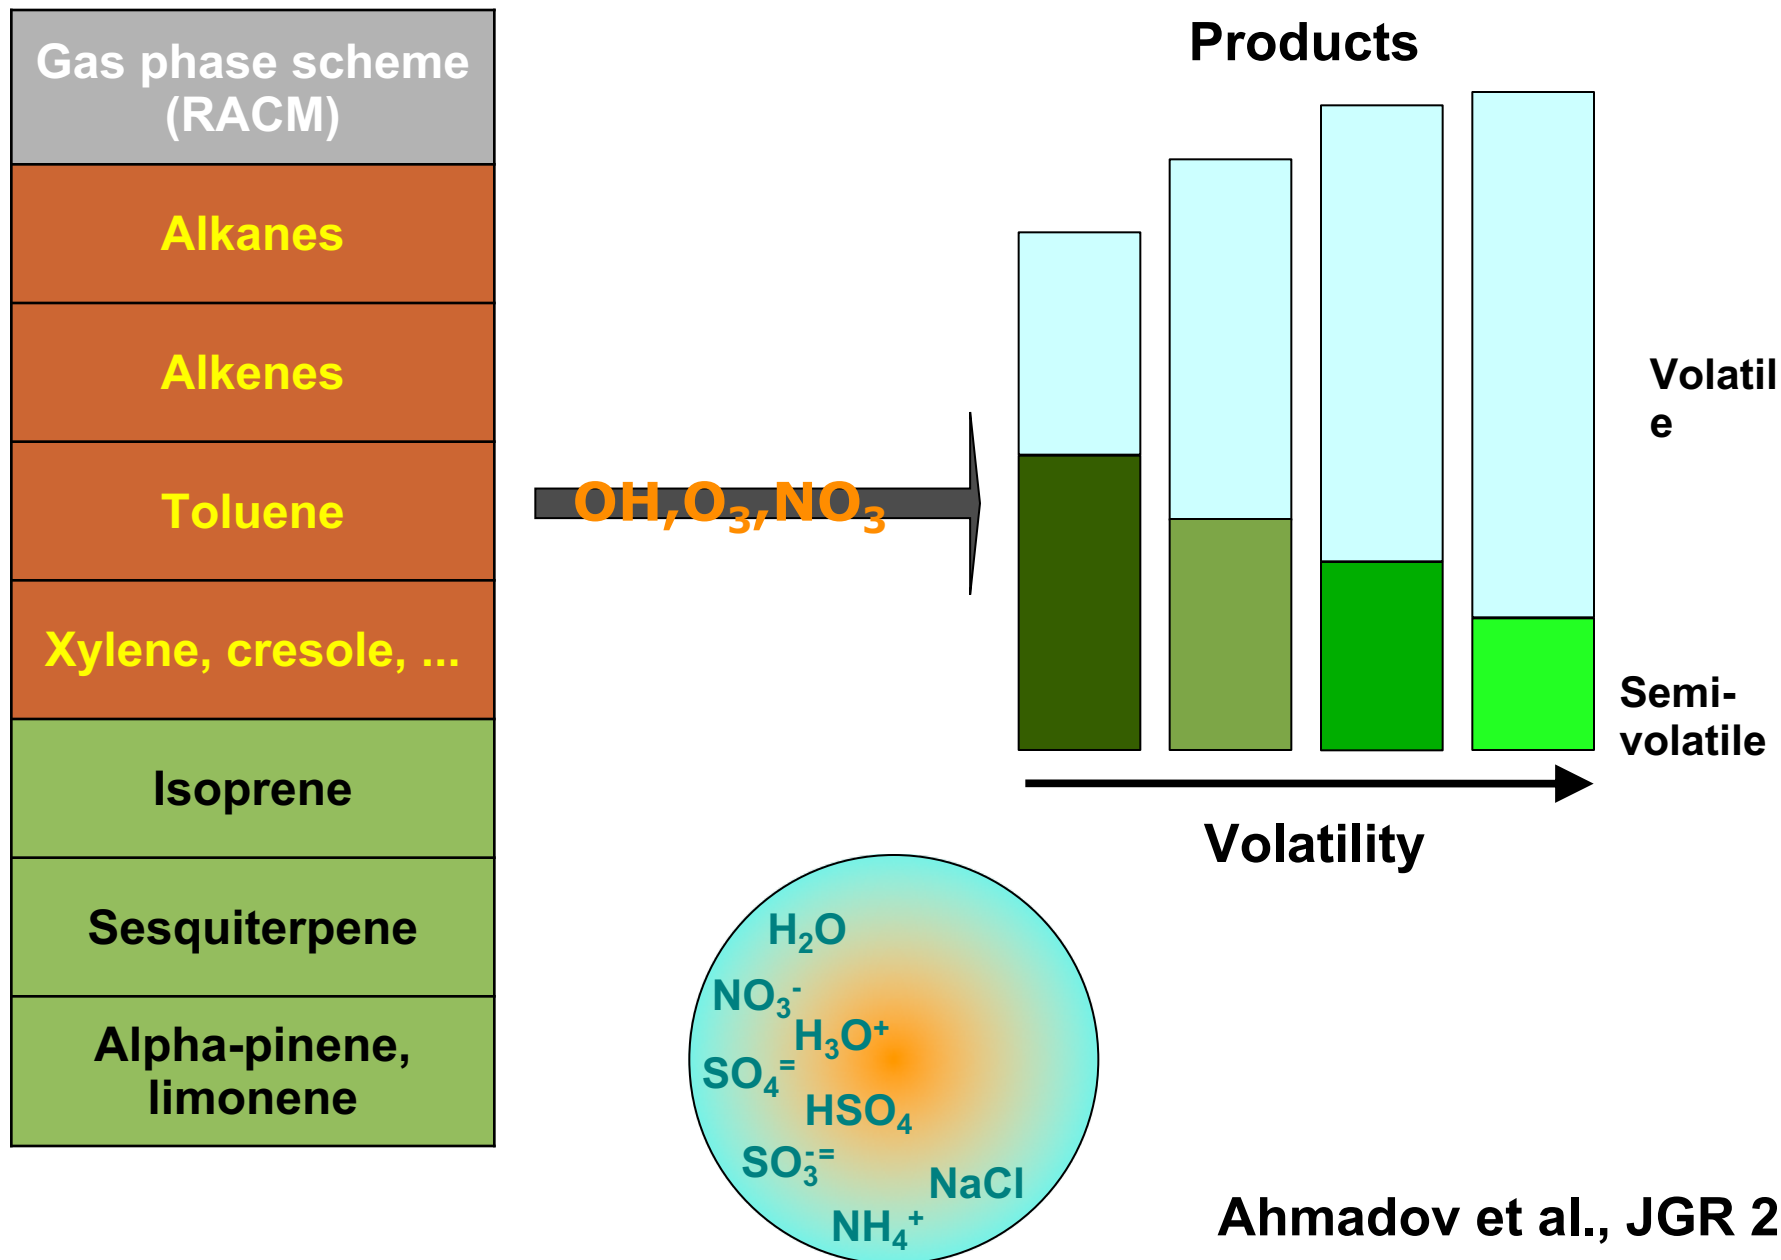 Gas phase scheme
(RACM)
Alkanes
Alkenes
Toluene
Xylene, cresole, ...
Isoprene
Sesquiterpene
Alpha-pinene,
limonene
OH,O₃,NO₃
Products
Volatil
e
Semi-
volatile
Volatility
H₂O
NO₃⁻
H₃O⁺
SO₄⁼
HSO₄
SO₃⁻⁼
NaCl
NH₄⁺
Ahmadov et al., JGR 2